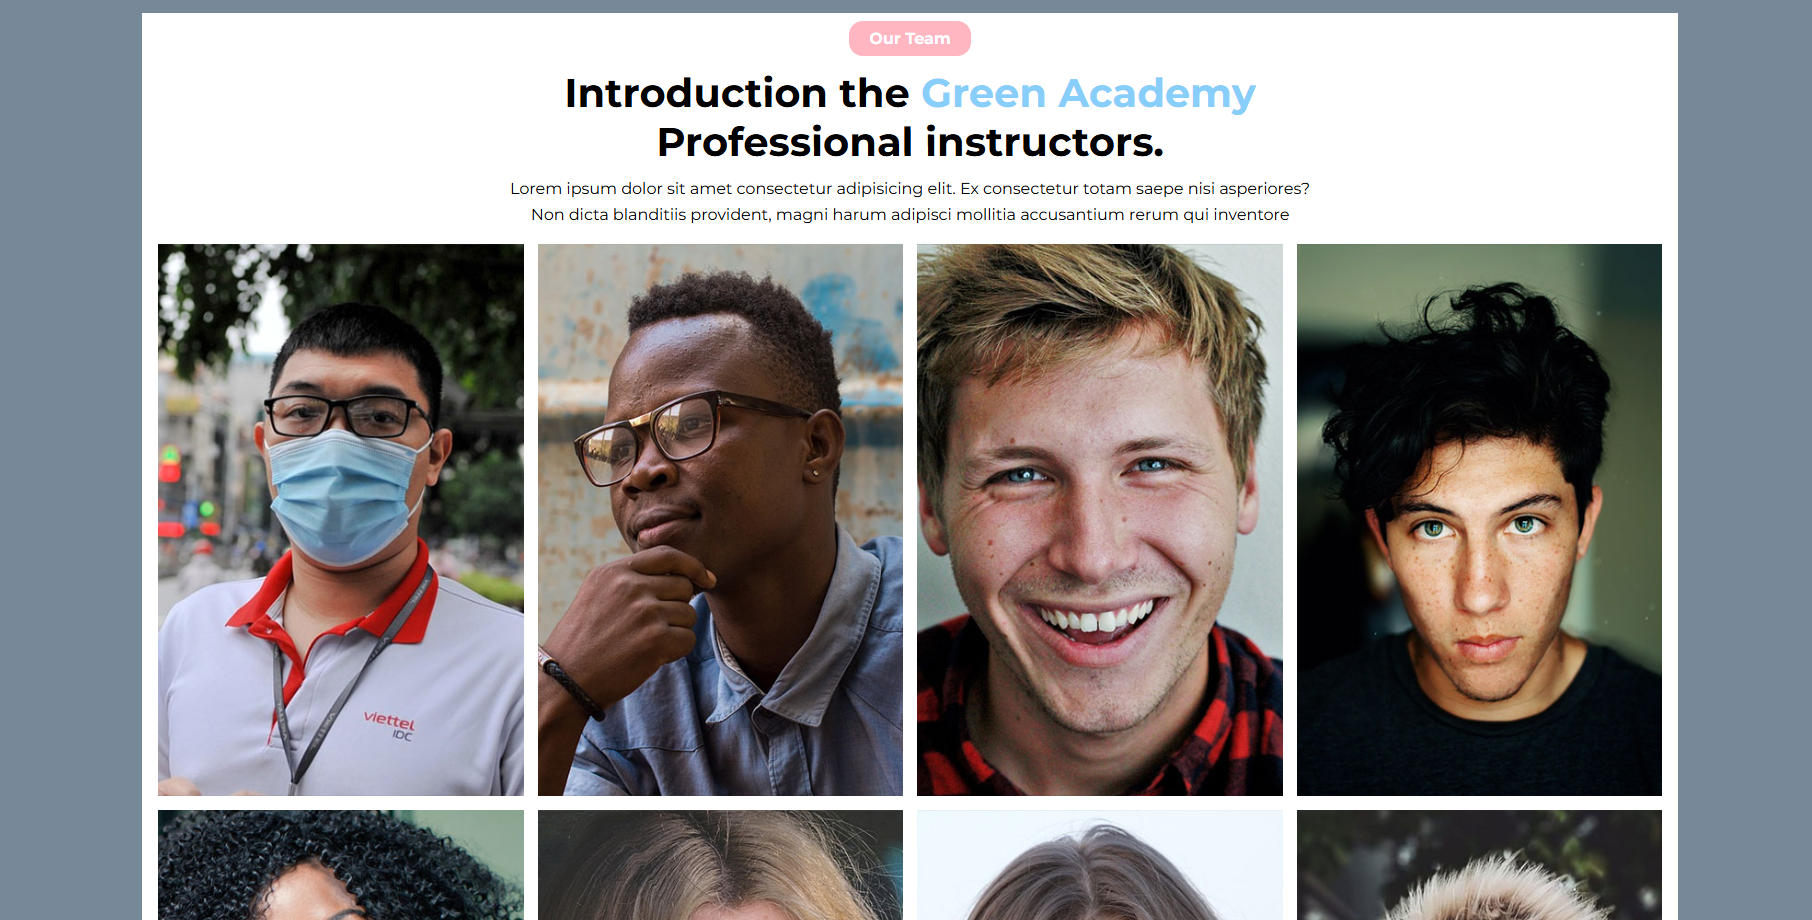 Our Team
Introduction the Green Academy
Professional instructors.
Lorem ipsum dolor sit amet consectetur adipisicing elit. Ex consectetur totam saepe nisi asperiores?
Non dicta blanditiis provident, magni harum adipisci mollitia accusantium rerum qui inventore
viettel
IDC